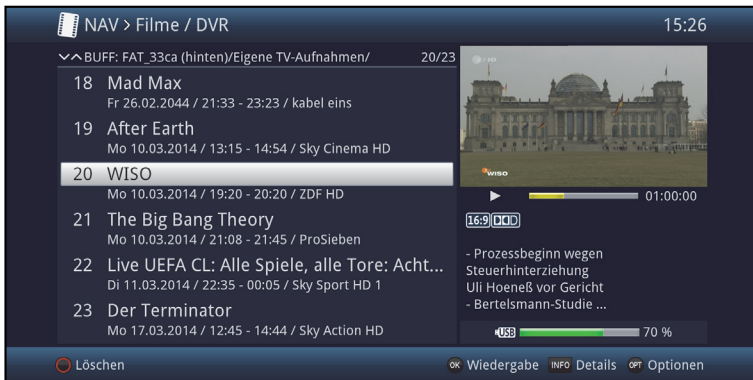 NAV > Filme / DVR
15:26
BUFF: FAT_33ca (hinten)/Eigene TV-Aufnahmen/ 20/23
18 Mad Max
Fr 26.02.2044 / 21:33 - 23:23 / kabel eins
19 After Earth
Mo 10.03.2014 / 13:15 - 14:54 / Sky Cinema HD
20 WISO
Mo 10.03.2014 / 19:20 - 20:20 / ZDF HD
21 The Big Bang Theory
Mo 10.03.2014 / 21:08 - 21:45 / ProSieben
22 Live UEFA CL: Alle Spiele, alle Tore: Acht...
Di 11.03.2014 / 22:35 - 00:05 / Sky Sport HD 1
23 Der Terminator
Mo 17.03.2014 / 12:45 - 14:44 / Sky Action HD
WISO
01:00:00
16:9
- Prozessbeginn wegen
Steuerhinterziehung
Uli Hoeneß vor Gericht
- Bertelsmann-Studie ...
USB 70 %
Löschen
OK Wiedergabe INFO Details OPT Optionen